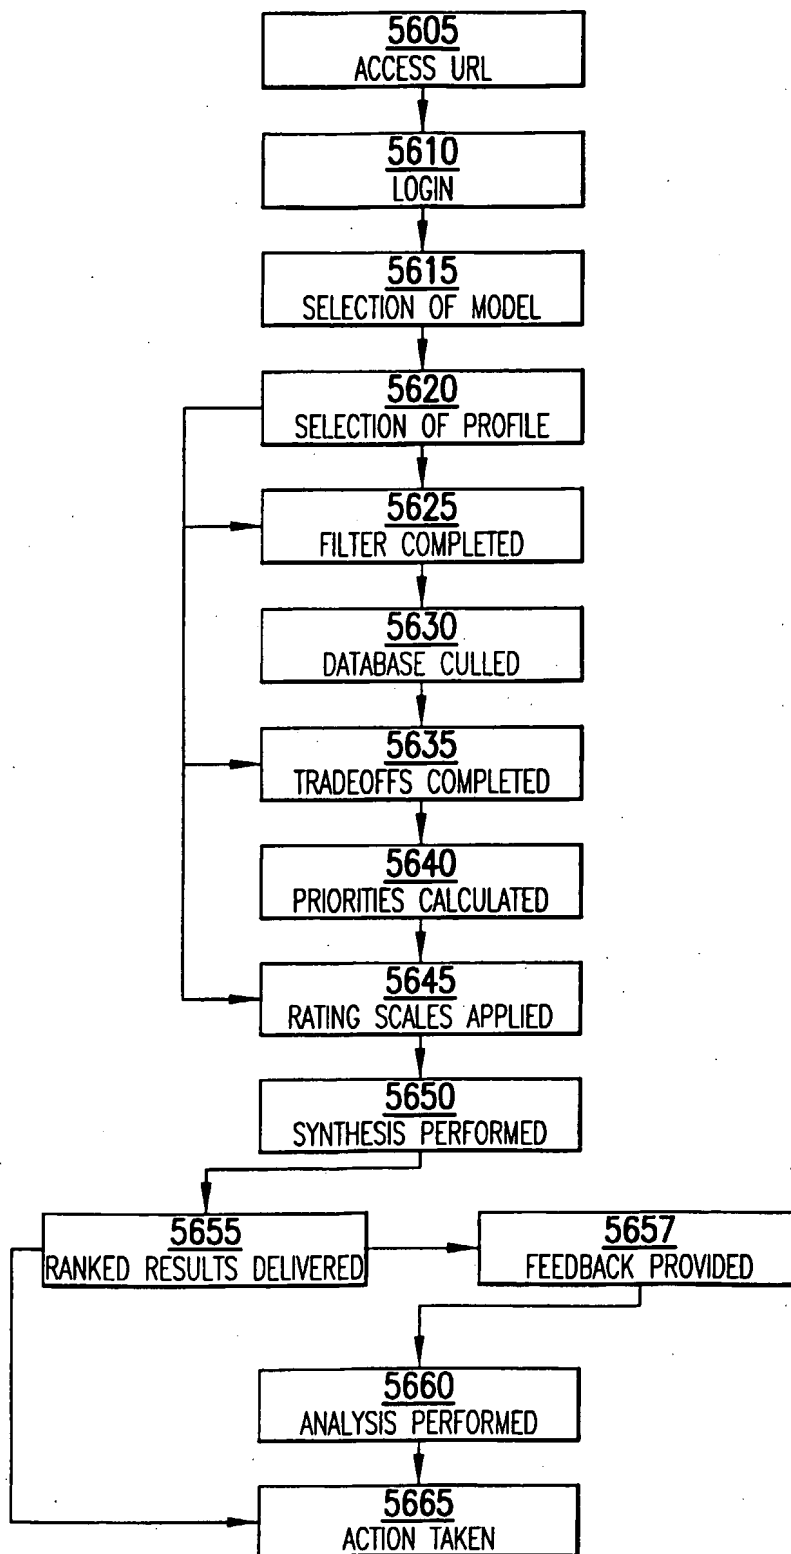 5605
ACCESS URL
5610
LOGIN
5615
SELECTION OF MODEL
5620
SELECTION OF PROFILE
5625
FILTER COMPLETED
5630
DATABASE CULLED
5635
TRADEOFFS COMPLETED
5640
PRIORITIES CALCULATED
5645
RATING SCALES APPLIED
5650
SYNTHESIS PERFORMED
5655
RANKED RESULTS DELIVERED
5657
FEEDBACK PROVIDED
5660
ANALYSIS PERFORMED
5665
ACTION TAKEN